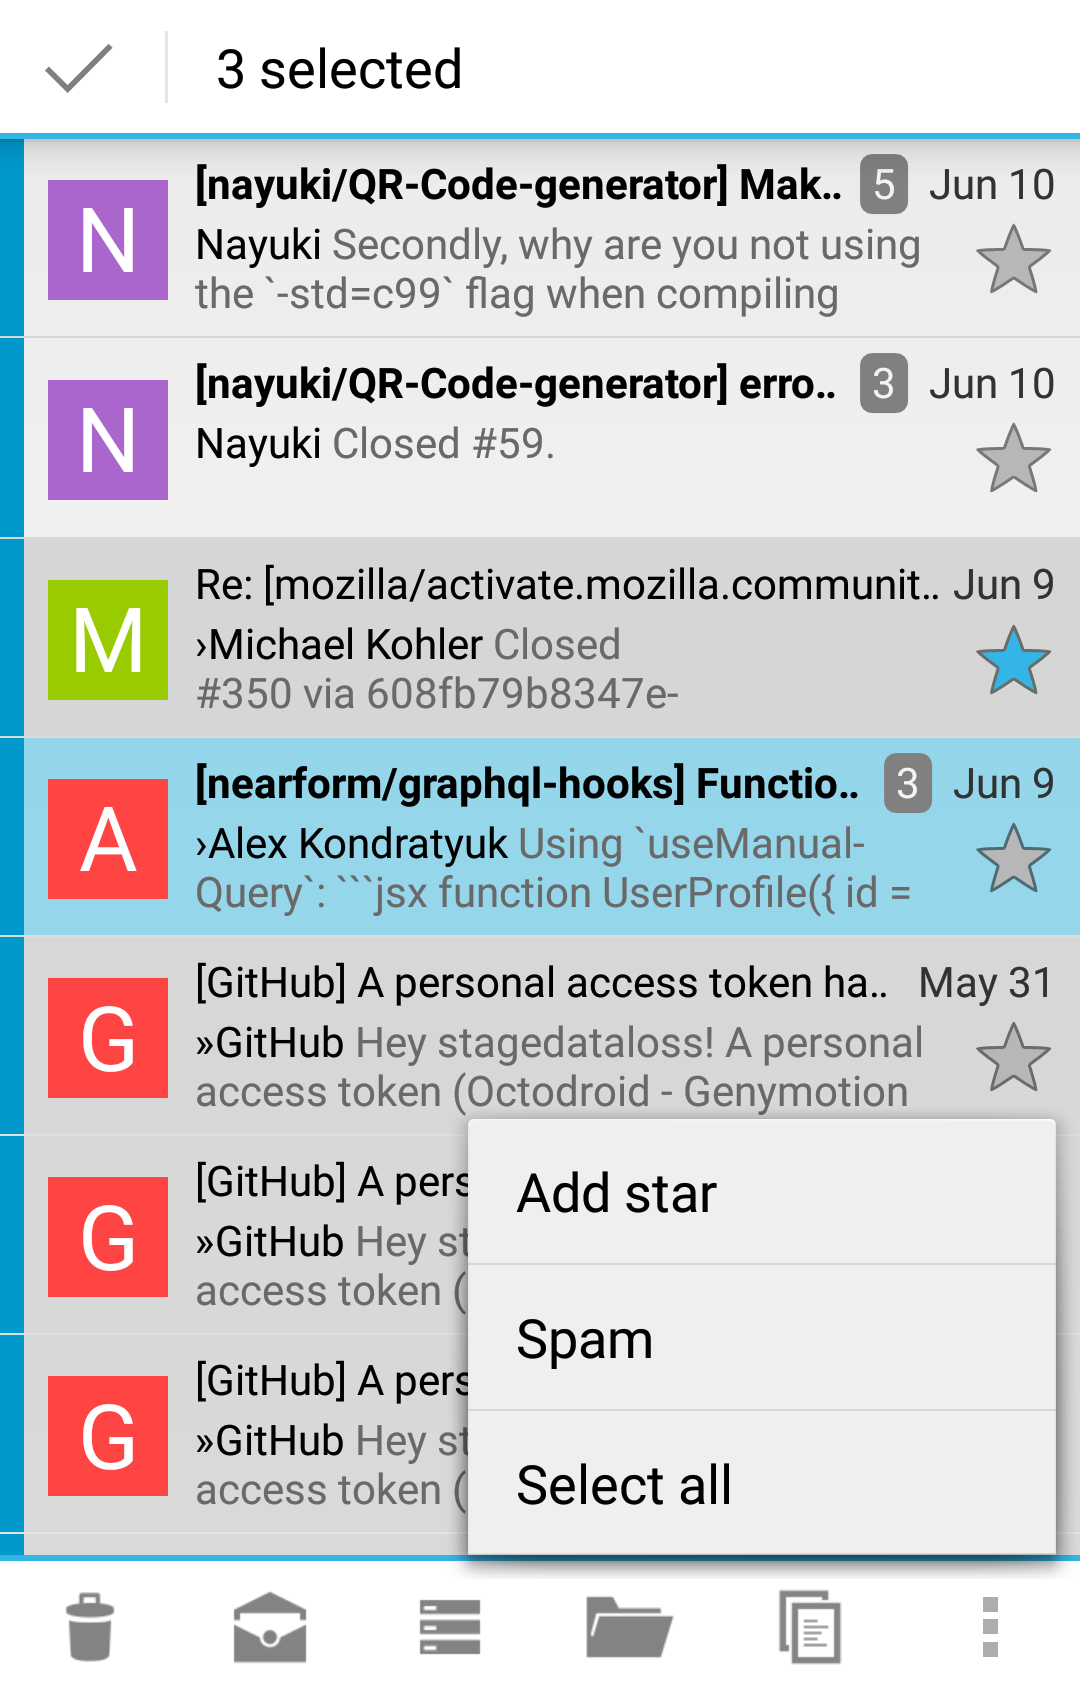 3 selected
[nayuki/QR-Code-generator] Mak.. 5 Jun 10
N
Nayuki Secondly, why are you not using
the `-std=c99` flag when compiling
[nayuki/QR-Code-generator] erro.. 3 Jun 10
N
Nayuki Closed #59.
Re: [mozilla/activate.mozilla.communit.. Jun 9
M
›Michael Kohler Closed
#350 via 608fb79b8347e-
[nearform/graphql-hooks] Functio.. 3 Jun 9
A
›Alex Kondratyuk Using `useManual-
Query`: ```jsx function UserProfile({ id =
[GitHub] A personal access token ha.. May 31
G
»GitHub Hey stagedataloss! A personal
access token (Octodroid - Genymotion
[GitHub] A pers
G
»GitHub Hey st
access token (
[GitHub] A pers
G
»GitHub Hey st
access token (
Add star
Spam
Select all